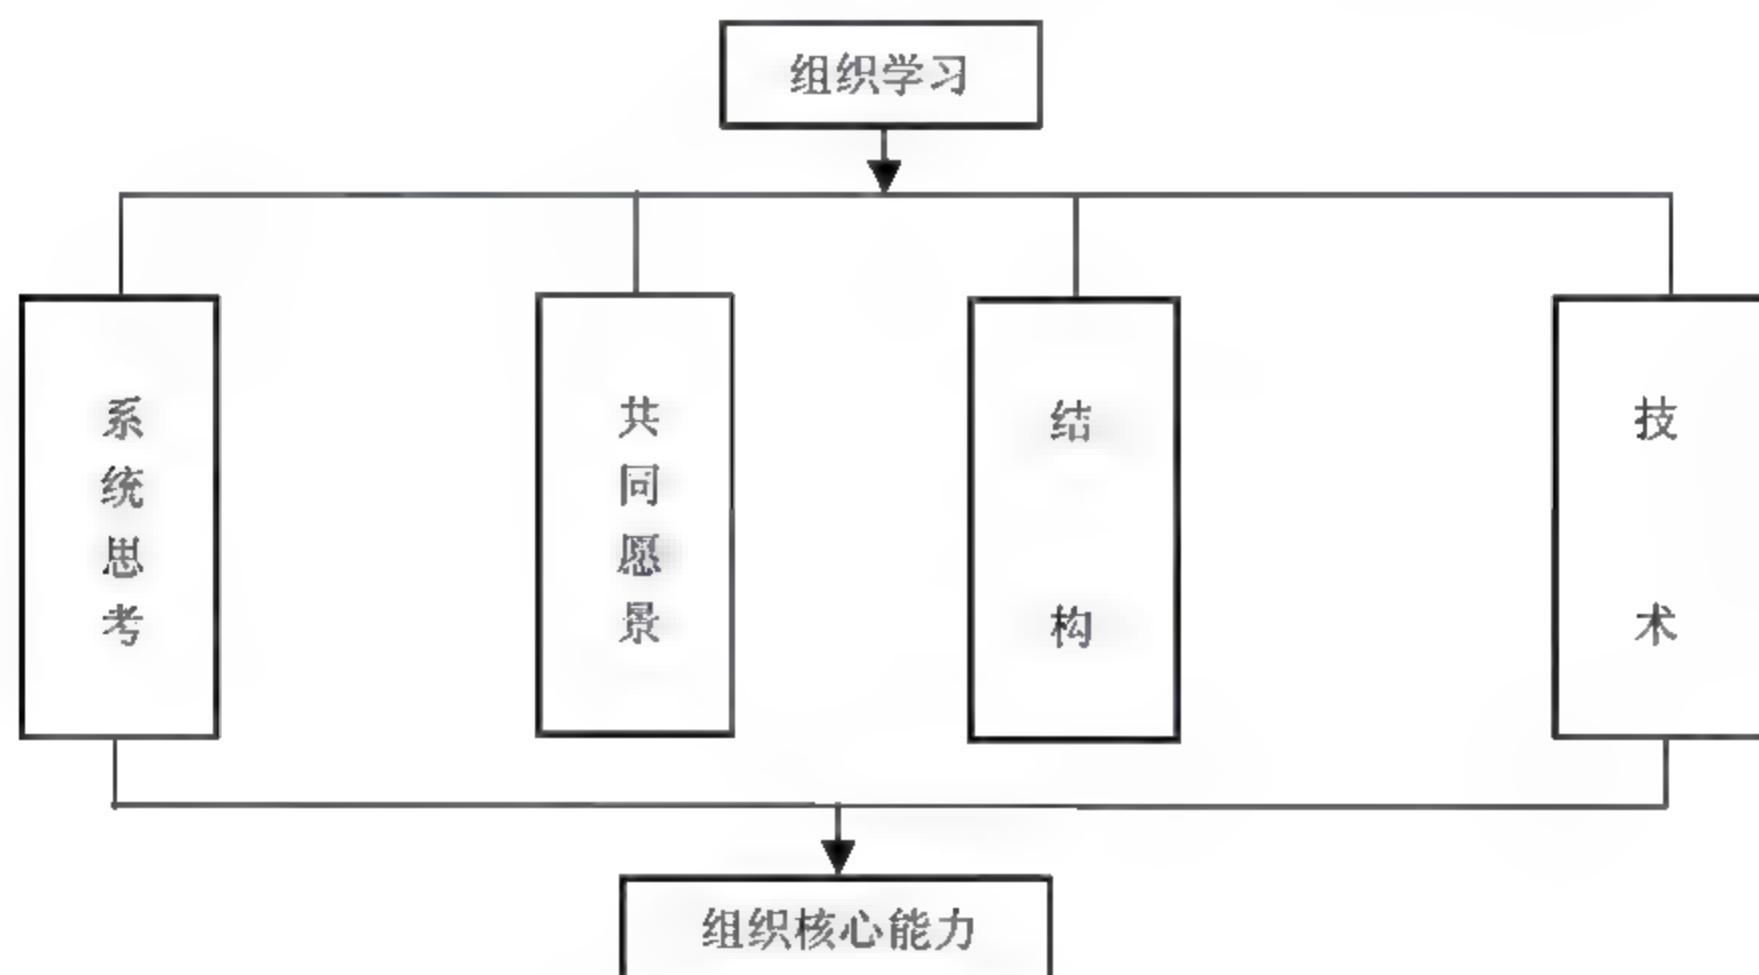 组织学习
系统思考
共同愿景
结构
技术
组织核心能力